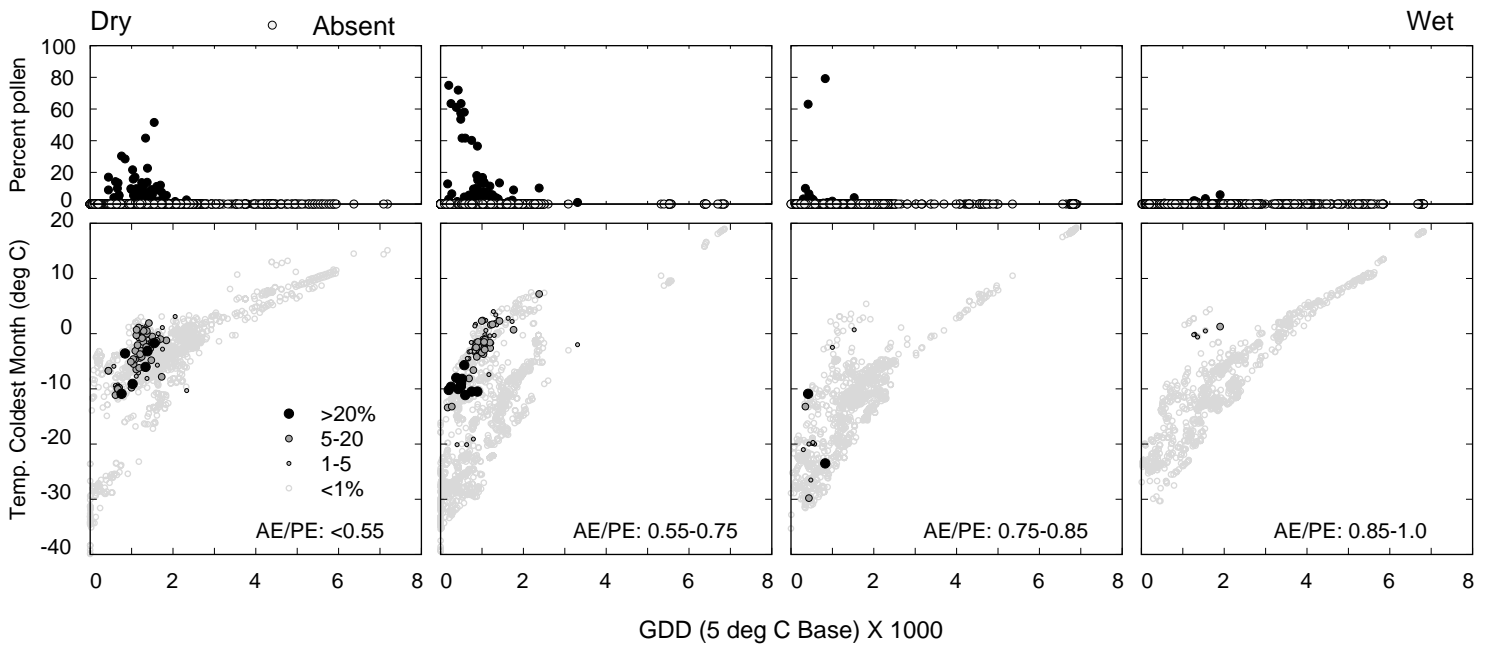 Dry
Absent
Wet
Percent pollen
100
80
60
40
20
0
Temp. Coldest Month (deg C)
20
10
0
-10
-20
-30
-40
>20%
5-20
1-5
<1%
AE/PE: <0.55
AE/PE: 0.55-0.75
AE/PE: 0.75-0.85
AE/PE: 0.85-1.0
0 2 4 6 8
0 2 4 6 8
0 2 4 6 8
0 2 4 6 8
GDD (5 deg C Base) X 1000